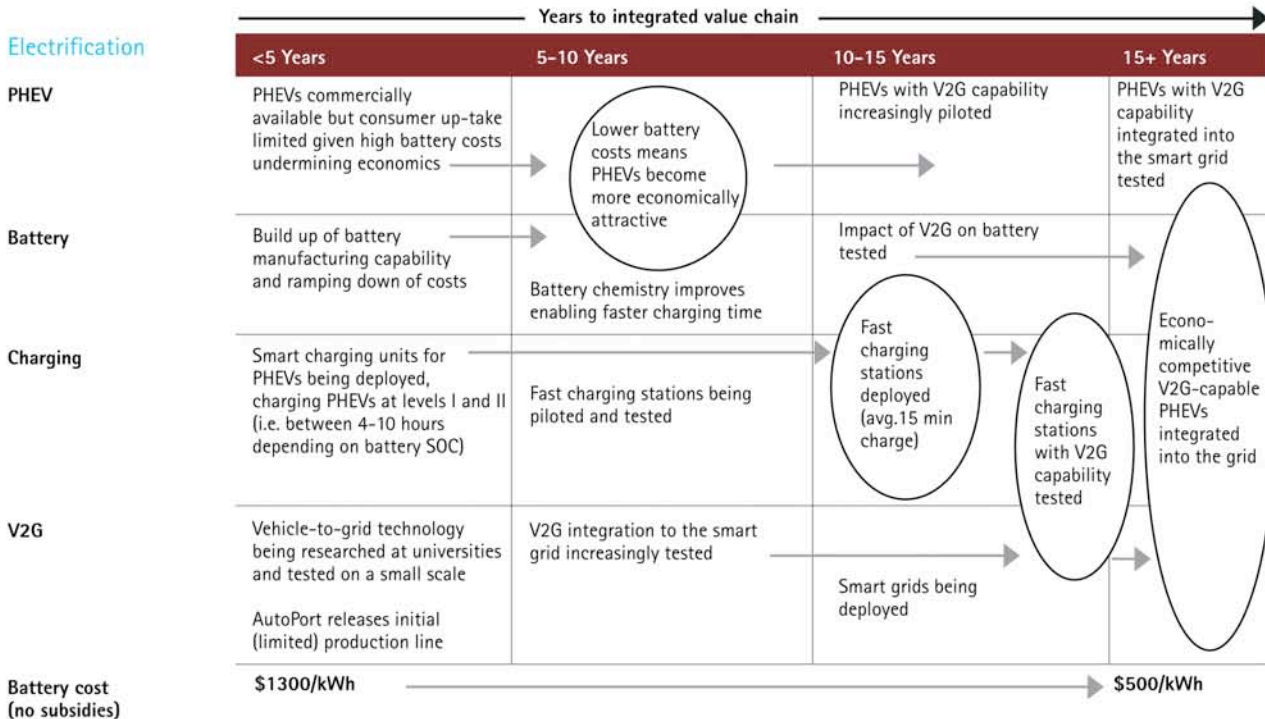 Years to integrated value chain
Electrification
<5 Years
5-10 Years
10-15 Years
15+ Years
PHEV
PHEVs commercially
available but consumer up-take
limited given high battery costs
undermining economics
Lower battery
costs means
PHEVs become
more economically
attractive
PHEVs with V2G capability
increasingly piloted
PHEVs with V2G
capability
integrated into
the smart grid
tested
Battery
Build up of battery
manufacturing capability
and ramping down of costs
Battery chemistry improves
enabling faster charging time
Impact of V2G on battery
tested
Charging
Smart charging units for
PHEVs being deployed,
charging PHEVs at levels I and II
(i.e. between 4-10 hours
depending on battery SOC)
Fast charging stations being
piloted and tested
Fast
charging
stations
deployed
(avg.15 min
charge)
Fast
charging
stations
with V2G
capability
tested
Econo-
mically
competitive
V2G-capable
PHEVs
integrated
into the grid
V2G
Vehicle-to-grid technology
being researched at universities
and tested on a small scale
AutoPort releases initial
(limited) production line
V2G integration to the smart
grid increasingly tested
Smart grids being
deployed
Battery cost
(no subsidies)
$1300/kWh
$500/kWh